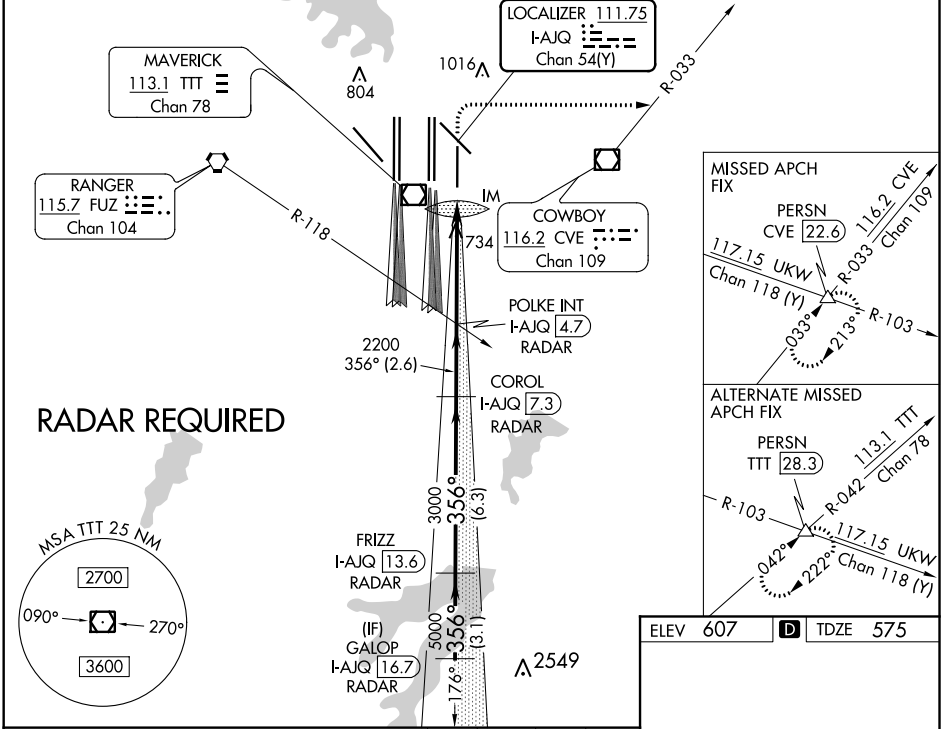 LOCALIZER 111.75
I-AJQ
Chan 54(Y)
MAVERICK
113.1 TTT
Chan 78
804
1016
R-033
RANGER
115.7 FUZ
Chan 104
R-118
IM
734
COWBOY
116.2 CVE
Chan 109
POLKE INT
I-AJQ 4.7
RADAR
2200
356° (2.6)
COROL
I-AJQ 7.3
RADAR
RADAR REQUIRED
3000
356°
(6.3)
FRIZZ
I-AJQ 13.6
RADAR
5000
356°
(3.1)
(IF)
GALOP
I-AJQ 16.7
RADAR
176°
2549
MSA TTT 25 NM
2700
090°
270°
3600
MISSED APCH
FIX
PERSN
CVE 22.6
116.2 CVE
Chan 109
R-033
117.15 UKW
Chan 118 (Y)
R-103
033°
213°
ALTERNATE MISSED
APCH FIX
PERSN
TTT 28.3
113.1 TTT
Chan 78
R-042
R-103
117.15 UKW
Chan 118 (Y)
042°
222°
ELEV 607 D TDZE 575